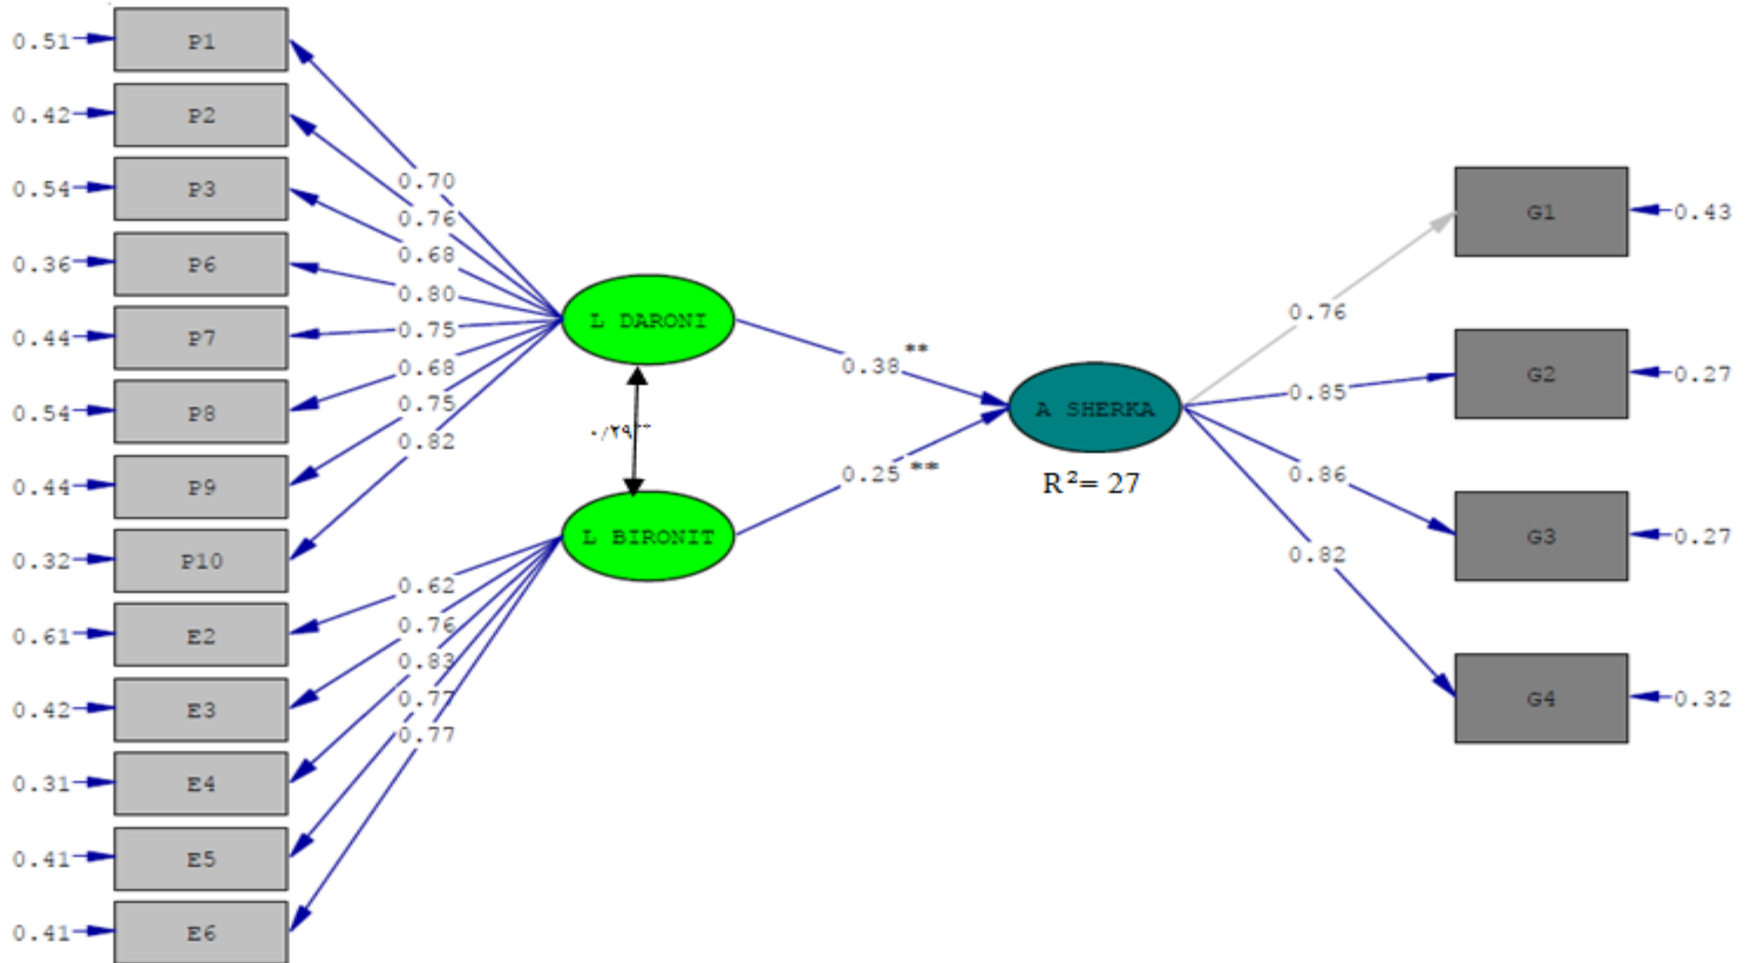 0.51 P1
0.42 P2
0.54 P3
0.36 P6
0.44 P7
0.54 P8
0.44 P9
0.32 P10
0.61 E2
0.42 E3
0.31 E4
0.41 E5
0.41 E6
0.70
0.76
0.68
0.80
0.75
0.68
0.75
0.82
0.62
0.76
0.83
0.77
0.77
L DARONI
۰/۲۹**
L BIRONIT
0.38 **
0.25 **
A SHERKA
R²= 27
0.76
0.85
0.86
0.82
G1 0.43
G2 0.27
G3 0.27
G4 0.32